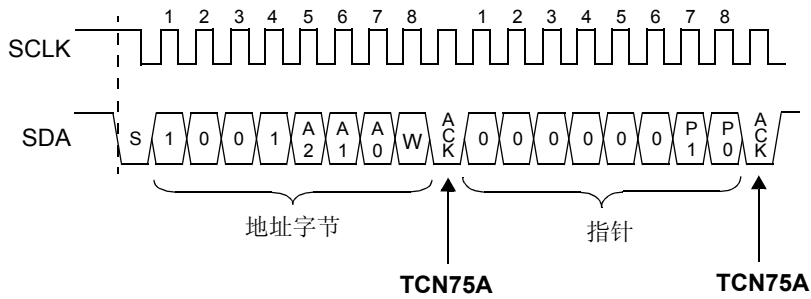 1 2 3 4 5 6 7 8 1 2 3 4 5 6 7 8
SCLK
SDA S 1 0 0 1 A2 A1 A0 W ACK 0 0 0 0 0 0 P1 P0 ACK
地址字节 指针
TCN75A TCN75A